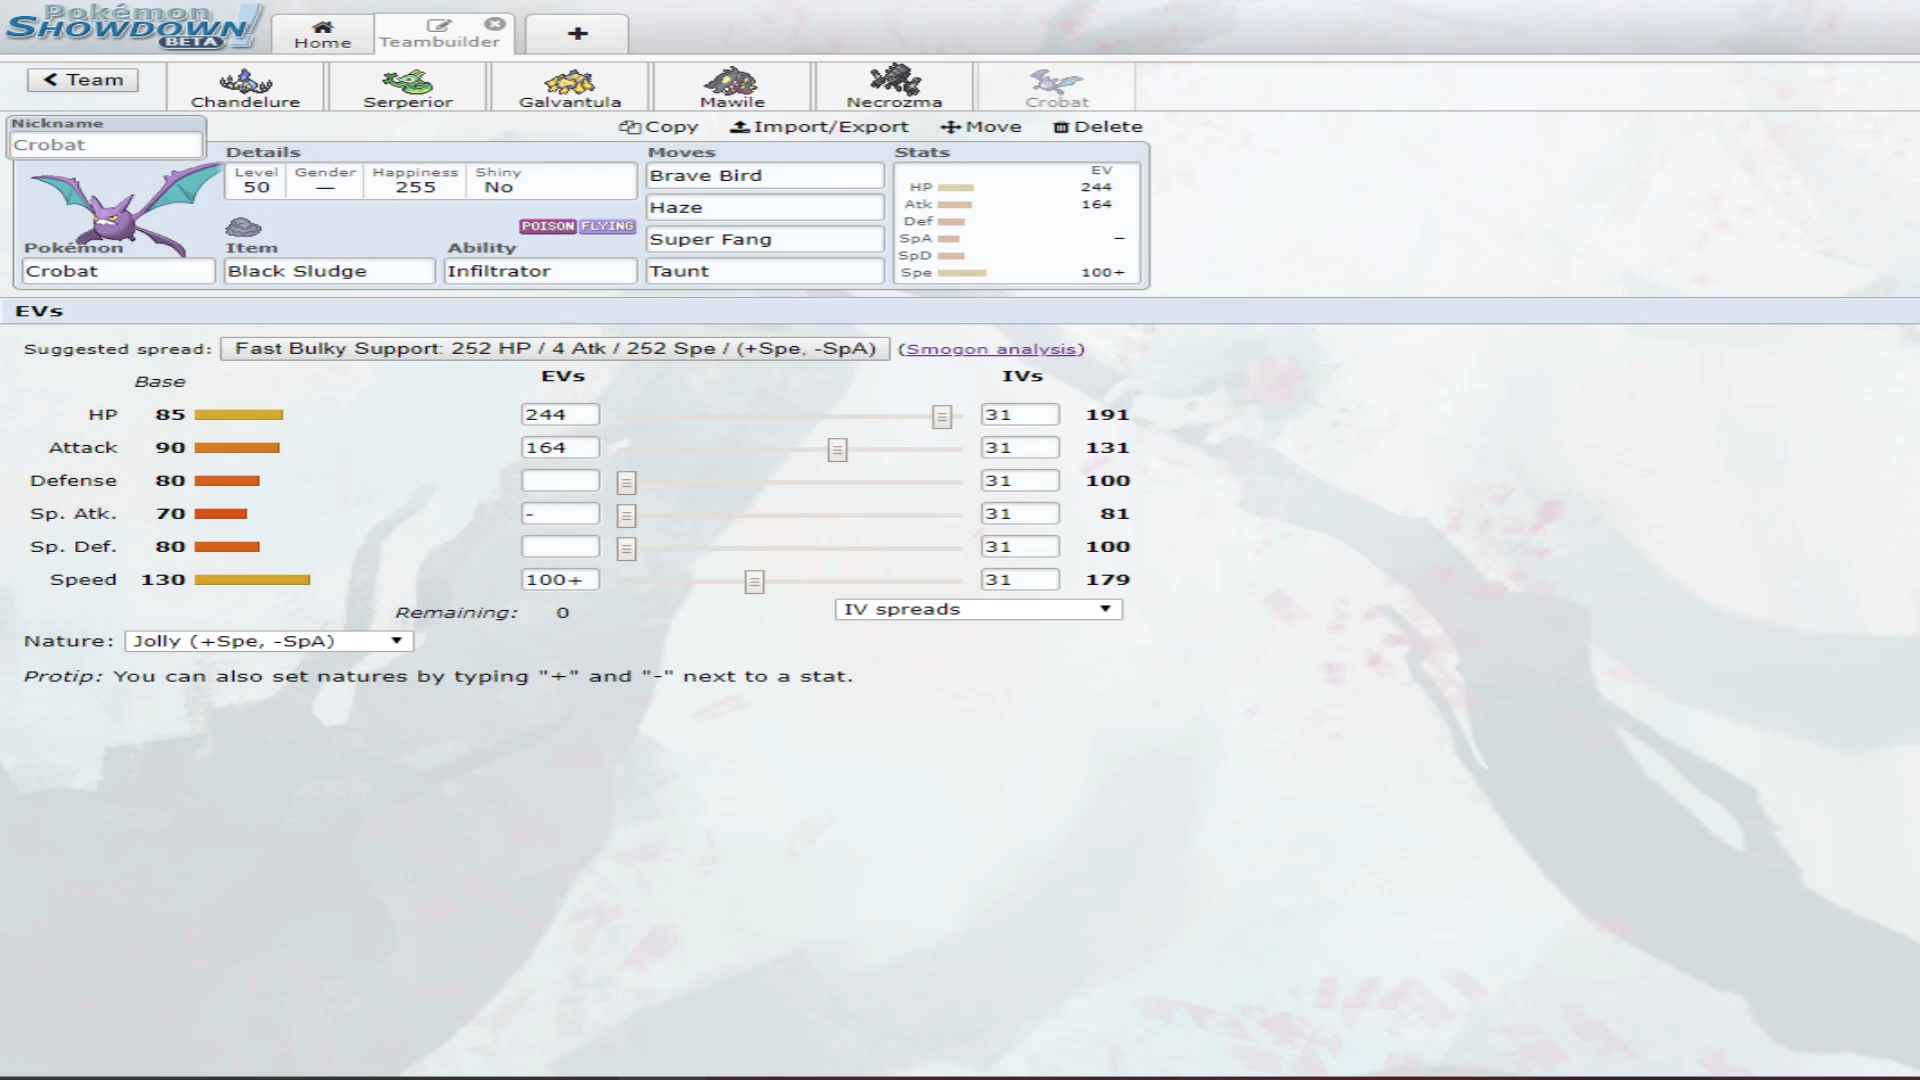 Pokémon
SHOWDOWN!
BETA
Home
Teambuilder
+
< Team
Chandelure
Serperior
Galvantula
Mawile
Necrozma
Crobat
Copy Import/Export Move Delete
Nickname
Crobat
Details
Level
50
Gender
—
Happiness
255
Shiny
No
POISON FLYING
Pokémon
Crobat
Item
Black Sludge
Ability
Infiltrator
Moves
Brave Bird
Haze
Super Fang
Taunt
Stats
EV
HP 244
Atk 164
Def
SpA −
SpD
Spe 100+
EVs
Suggested spread: Fast Bulky Support: 252 HP / 4 Atk / 252 Spe / (+Spe, -SpA) (Smogon analysis)
Base EVs IVs
HP 85 244 31 191
Attack 90 164 31 131
Defense 80 31 100
Sp. Atk. 70 - 31 81
Sp. Def. 80 31 100
Speed 130 100+ 31 179
Remaining: 0 IV spreads
Nature: Jolly (+Spe, -SpA)
Protip: You can also set natures by typing "+" and "-" next to a stat.